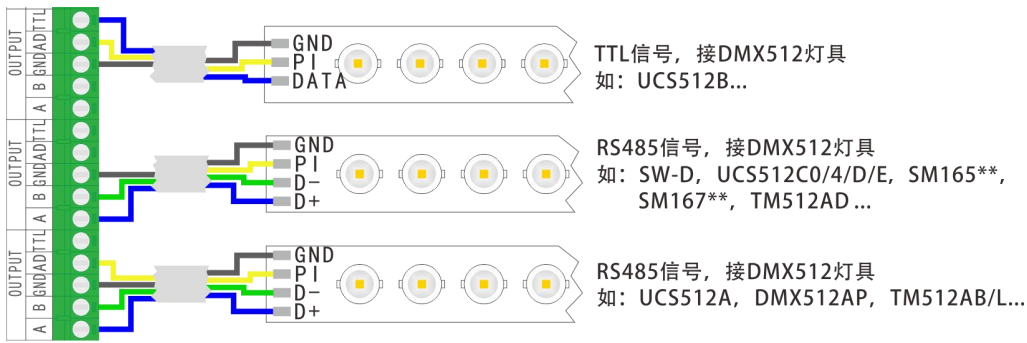 OUTPUT
TTL
AD
GND
B
A
GND
PI
DATA
TTL信号，接DMX512灯具
如：UCS512B...
OUTPUT
TTL
AD
GND
B
A
GND
PI
D-
D+
RS485信号，接DMX512灯具
如：SW-D，UCS512C0/4/D/E，SM165**，
SM167**，TM512AD...
OUTPUT
TTL
AD
GND
B
A
GND
PI
D-
D+
RS485信号，接DMX512灯具
如：UCS512A，DMX512AP，TM512AB/L...